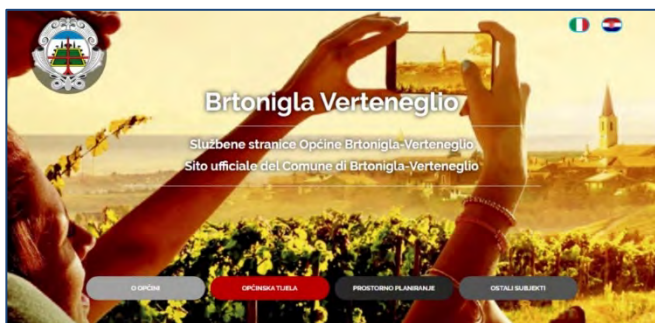 Brtonigla Verteneglio
Službene stranice Općine Brtonigla-Verteneglio
Sito ufficiale del Comune di Brtonigla-Verteneglio
O OPĆINI
OPĆINSKA TIJELA
PROSTORNO PLANIRANJE
OSTALI SUBJEKTI